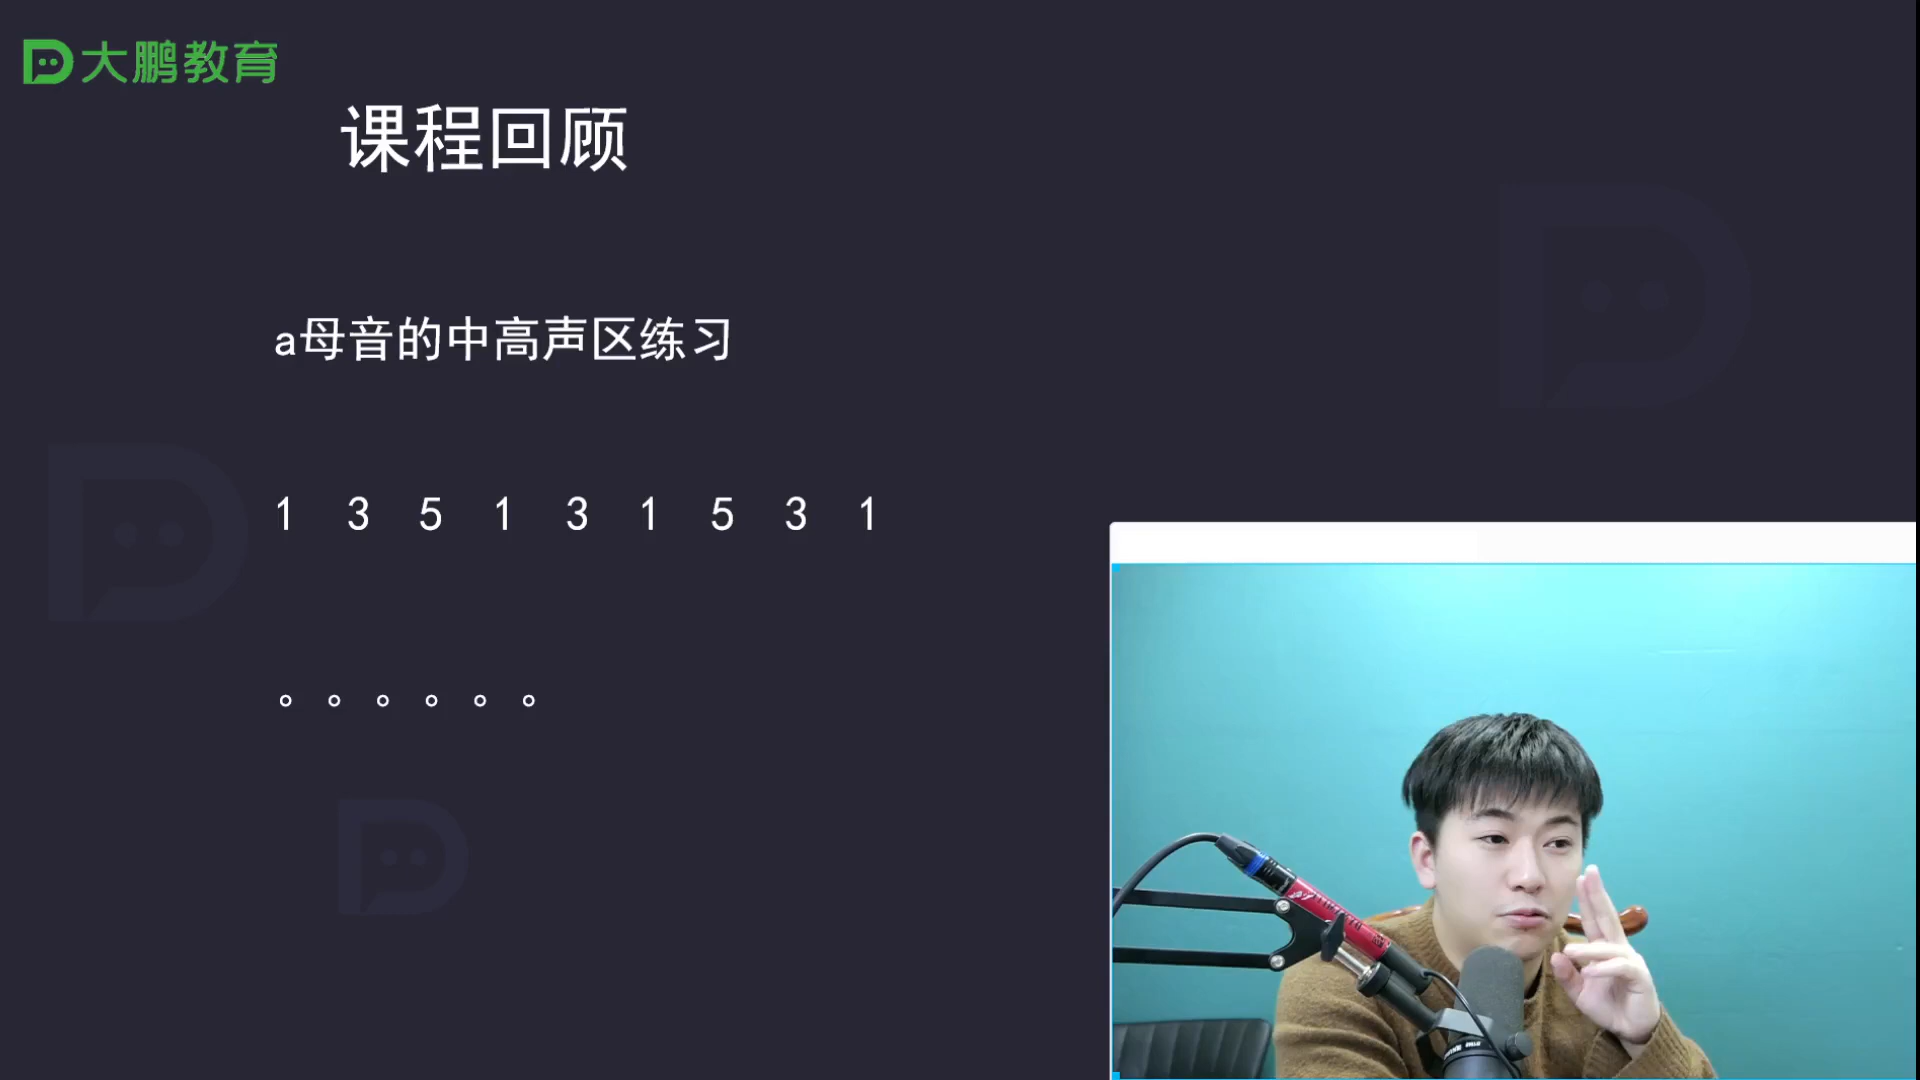 大鹏教育
课程回顾
a母音的中高声区练习
1 3 5 1 3 1 5 3 1
。。。。。。